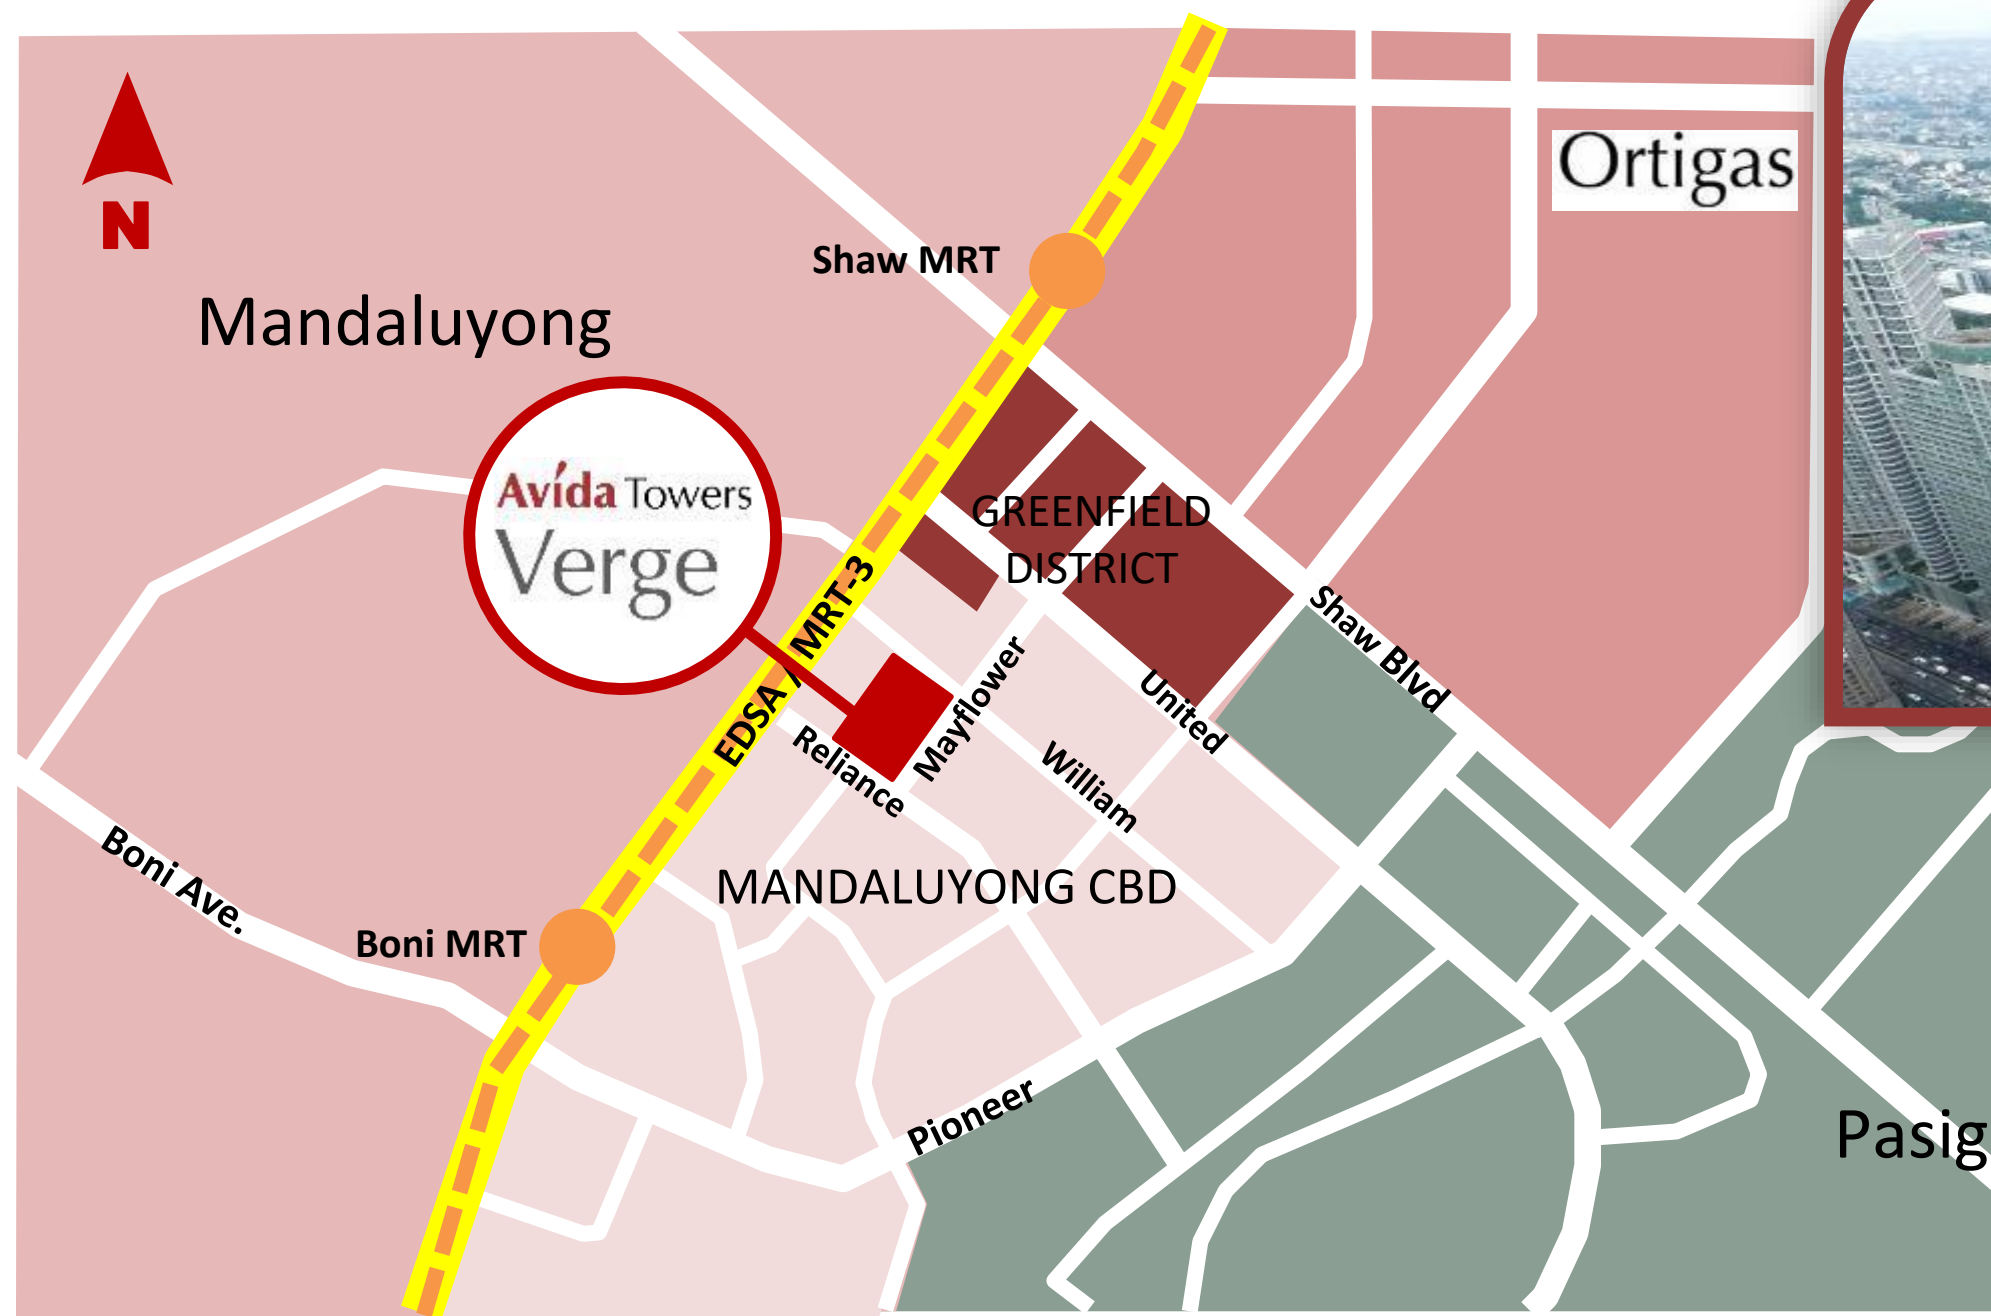 N
Ortigas
Shaw MRT
Mandaluyong
Avída Towers
Verge
GREENFIELD
DISTRICT
EDSA / MRT-3
Shaw Blvd
Mayflower
United
Reliance
William
Boni Ave.
MANDALUYONG CBD
Boni MRT
Pioneer
Pasig